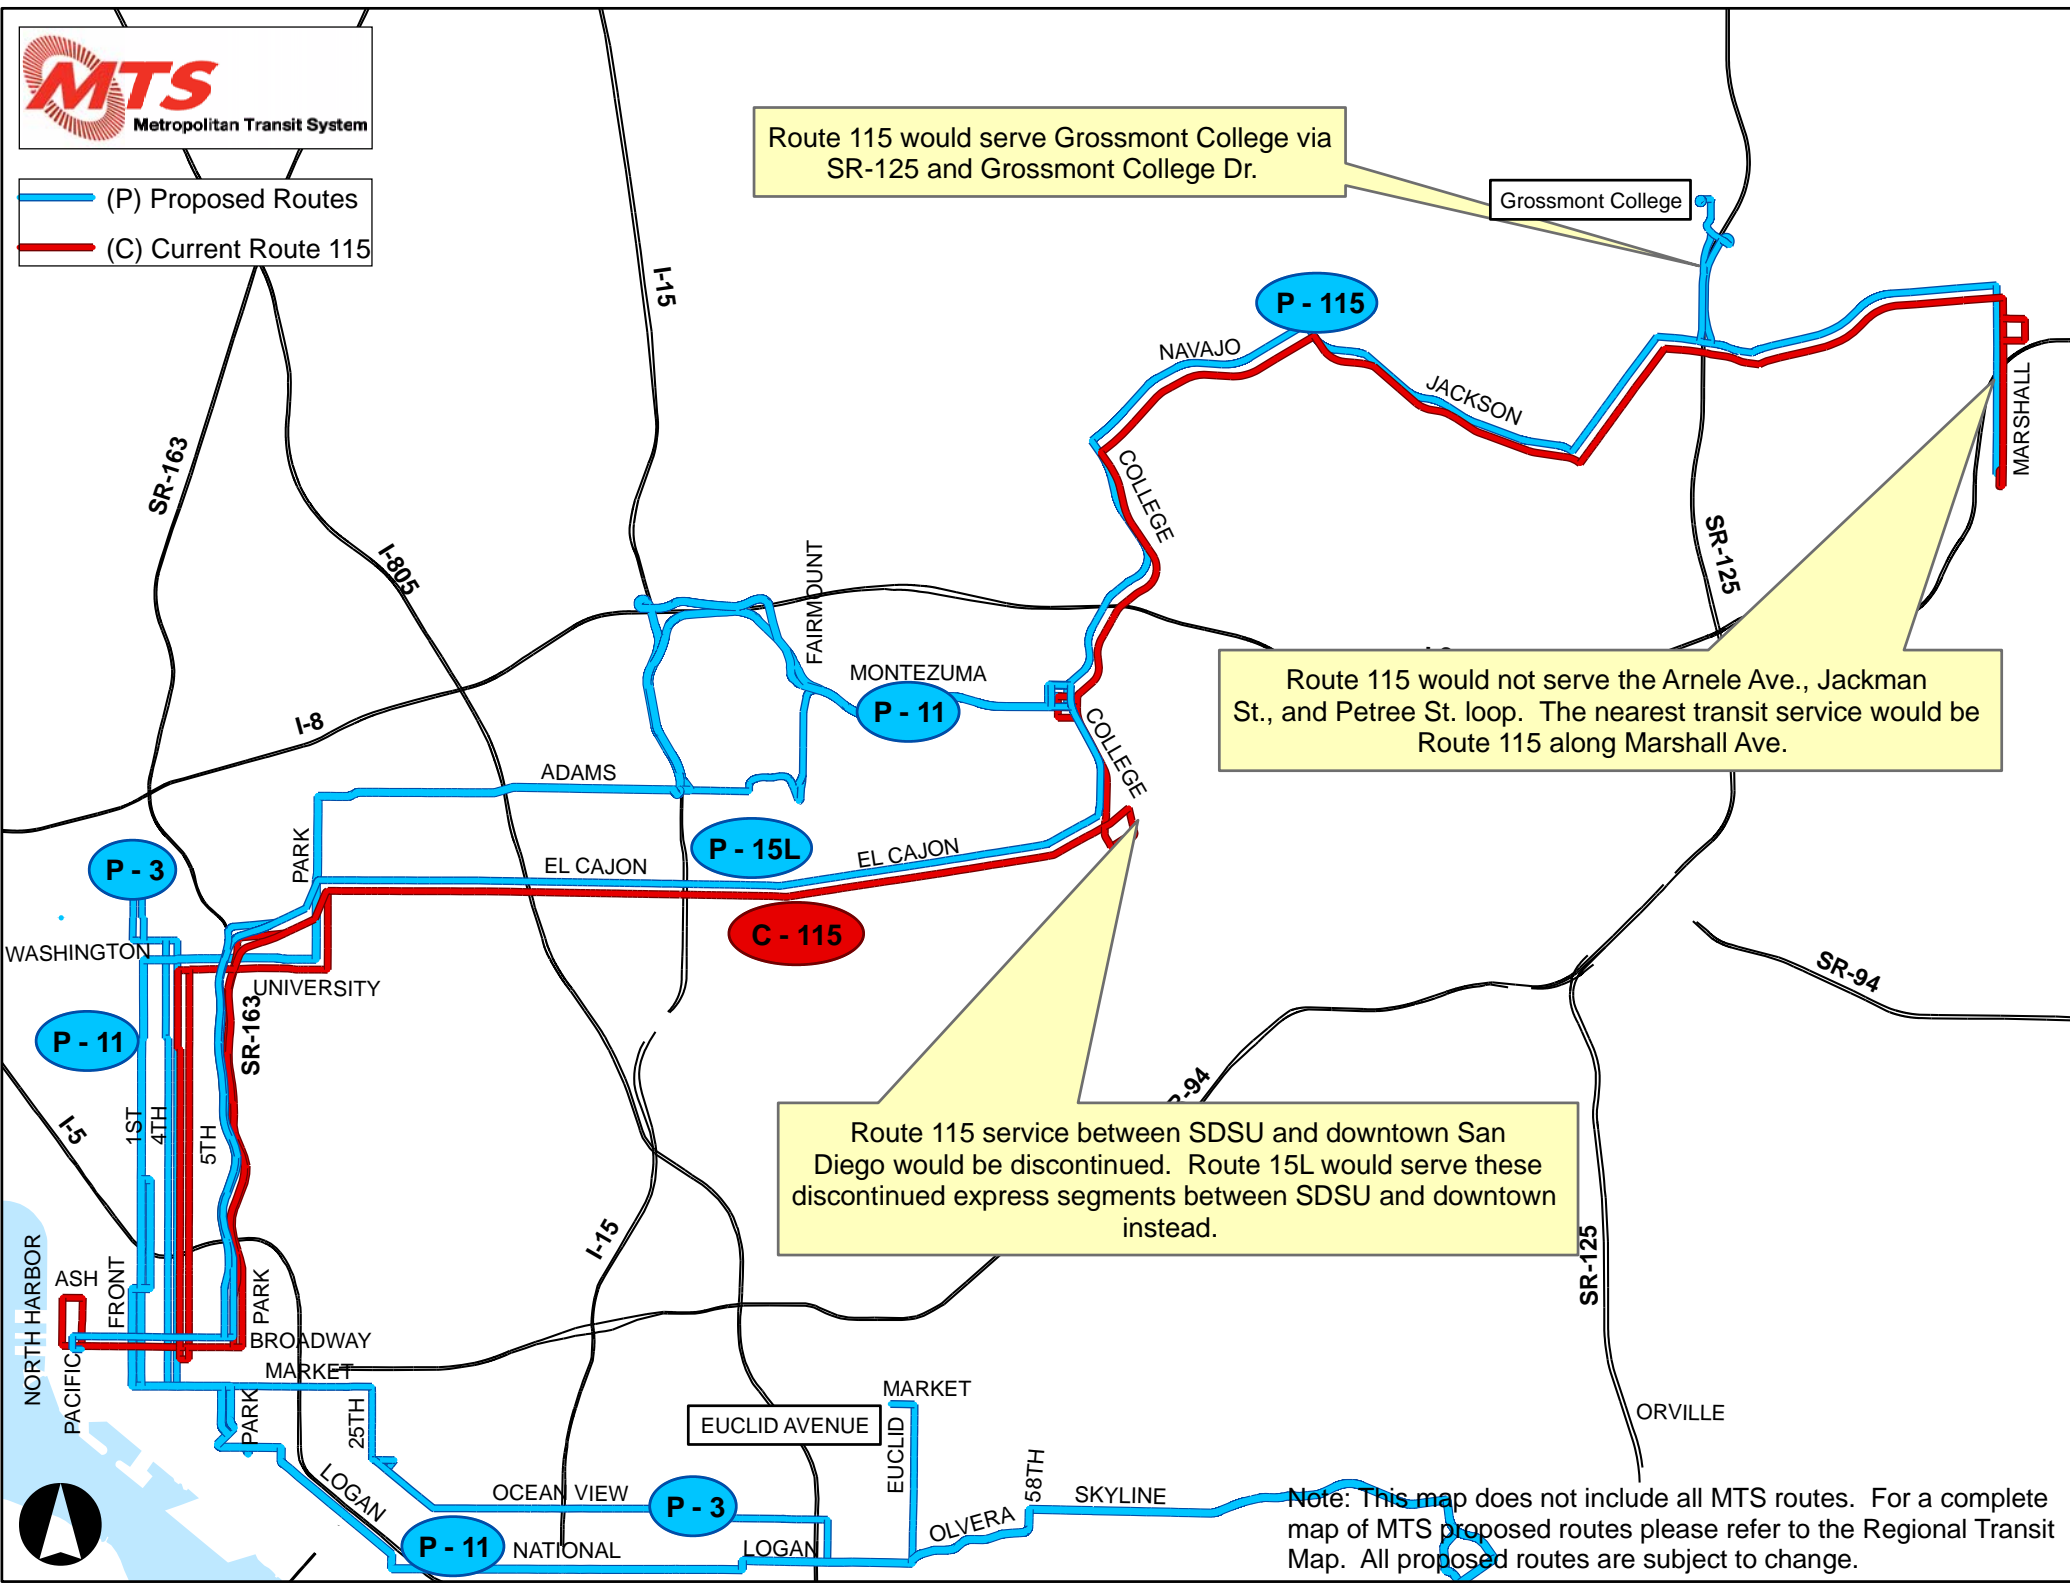 MTS
Metropolitan Transit System
(P) Proposed Routes
(C) Current Route 115
Route 115 would serve Grossmont College via
SR-125 and Grossmont College Dr.
Grossmont College
I-15
P - 115
NAVAJO
JACKSON
MARSHALL
SR-163
COLLEGE
I-805
SR-125
FAIRMOUNT
MONTEZUMA
P - 11
Route 115 would not serve the Arnele Ave., Jackman
St., and Petree St. loop. The nearest transit service would be
Route 115 along Marshall Ave.
I-8
COLLEGE
ADAMS
PARK
P - 15L
EL CAJON
EL CAJON
P - 3
C - 115
WASHINGTON
UNIVERSITY
SR-163
SR-94
P - 11
1ST
4TH
5TH
I-5
R-94
Route 115 service between SDSU and downtown San
Diego would be discontinued. Route 15L would serve these
discontinued express segments between SDSU and downtown
instead.
I-15
SR-125
NORTH HARBOR
ASH
FRONT
PARK
BROADWAY
PACIFIC
MARKET
PARK
25TH
MARKET
EUCLID AVENUE
EUCLID
ORVILLE
LOGAN
OCEAN VIEW
P - 3
58TH
SKYLINE
OLVERA
P - 11
NATIONAL
LOGAN
Note: This map does not include all MTS routes. For a complete
map of MTS proposed routes please refer to the Regional Transit
Map. All proposed routes are subject to change.